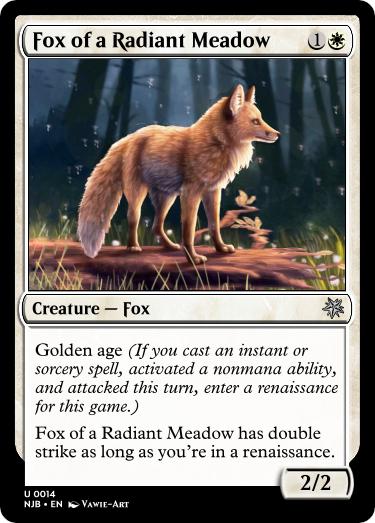 Fox of a Radiant Meadow 1
Creature — Fox
Golden age (If you cast an instant or
sorcery spell, activated a nonmana ability,
and attacked this turn, enter a renaissance
for this game.)
Fox of a Radiant Meadow has double
strike as long as you're in a renaissance.
2/2
U 0014
NJB • EN Vawie-Art